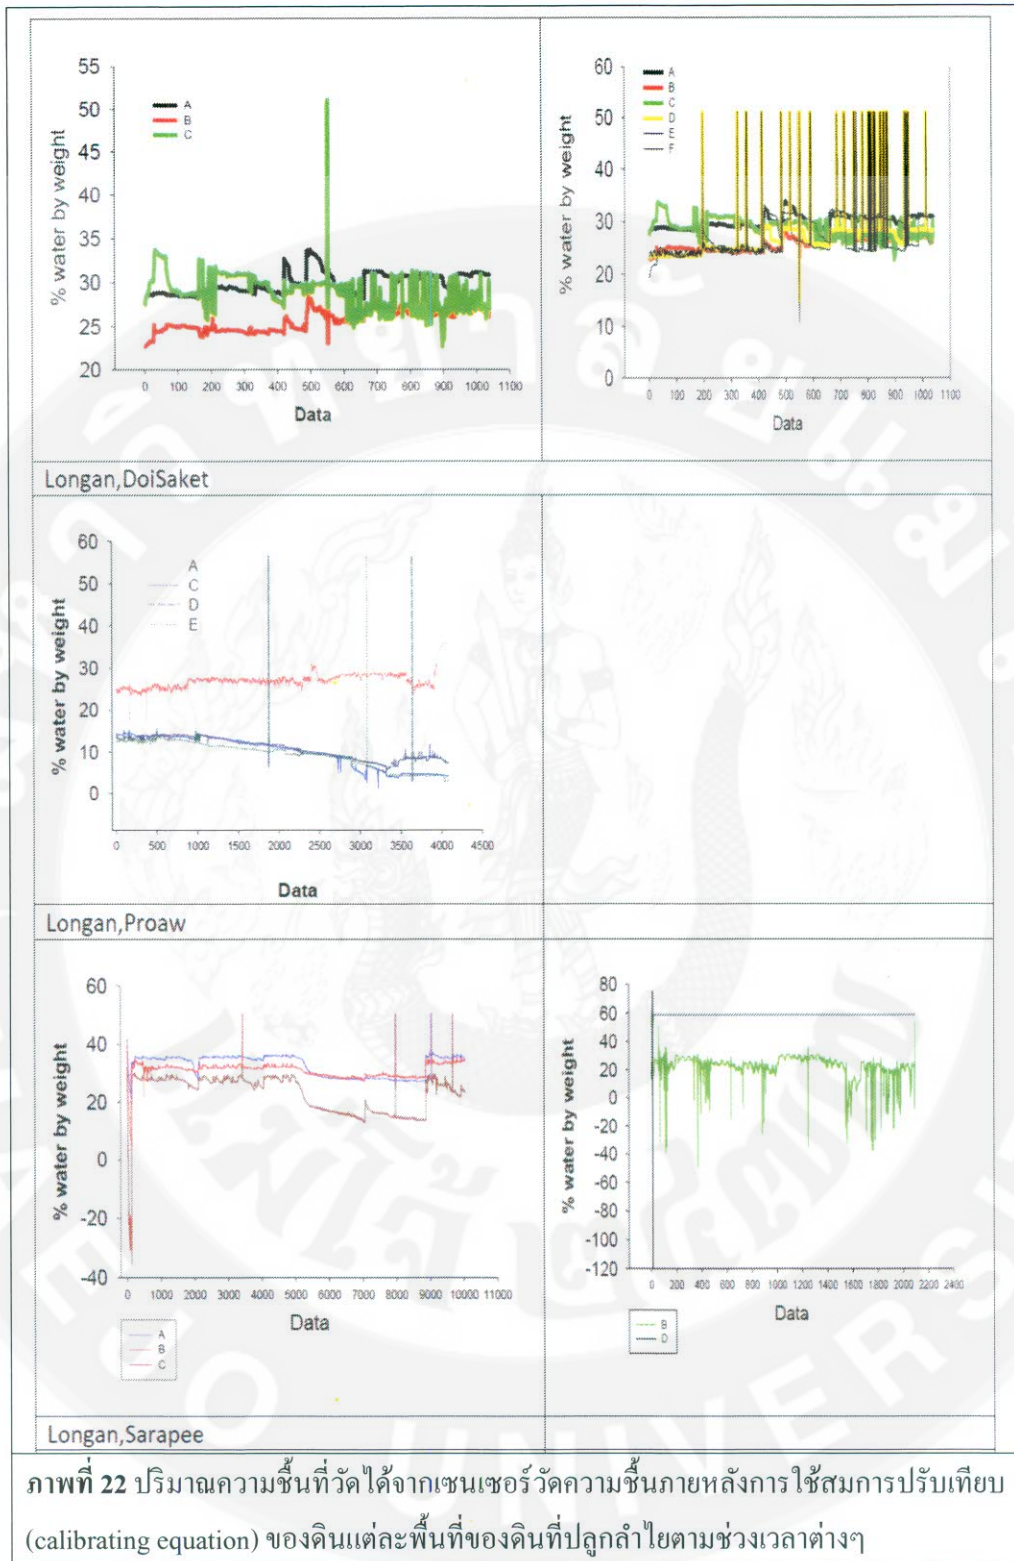 55
50
45
40
35
30
25
20
% water by weight
A
B
C
0 100 200 300 400 500 600 700 800 900 1000 1100
Data
60
50
40
30
20
10
0
% water by weight
A
B
C
D
E
F
0 100 200 300 400 500 600 700 800 900 1000 1100
Data
Longan,DoiSaket
60
50
40
30
20
10
0
% water by weight
A
C
D
E
0 500 1000 1500 2000 2500 3000 3500 4000 4500
Data
Longan,Proaw
60
40
20
0
-20
-40
% water by weight
0 1000 2000 3000 4000 5000 6000 7000 8000 9000 10000 11000
Data
A
B
C
80
60
40
20
0
-20
-40
-60
-80
-100
-120
% water by weight
0 200 400 600 800 1000 1200 1400 1600 1800 2000 2200 2400
Data
B
D
Longan,Sarapee
ภาพที่ 22 ปริมาณความชื้นที่วัดได้จากเซนเซอร์วัดความชื้นภายหลังการใช้สมการปรับเทียบ
(calibrating equation) ของดินแต่ละพื้นที่ของดินที่ปลูกลำไยตามช่วงเวลาต่างๆ